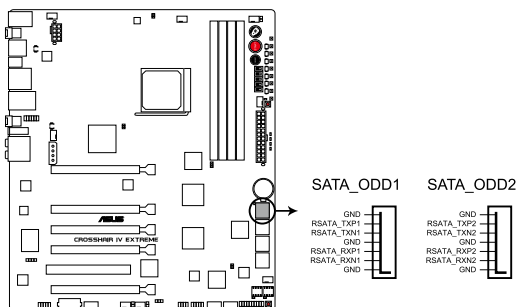 SATA_ODD1
GND
RSATA_TXP1
RSATA_TXN1
GND
RSATA_RXP1
RSATA_RXN1
GND
SATA_ODD2
GND
RSATA_TXP2
RSATA_TXN2
GND
RSATA_RXP2
RSATA_RXN2
GND
ASUS
CROSSHAIR IV EXTREME